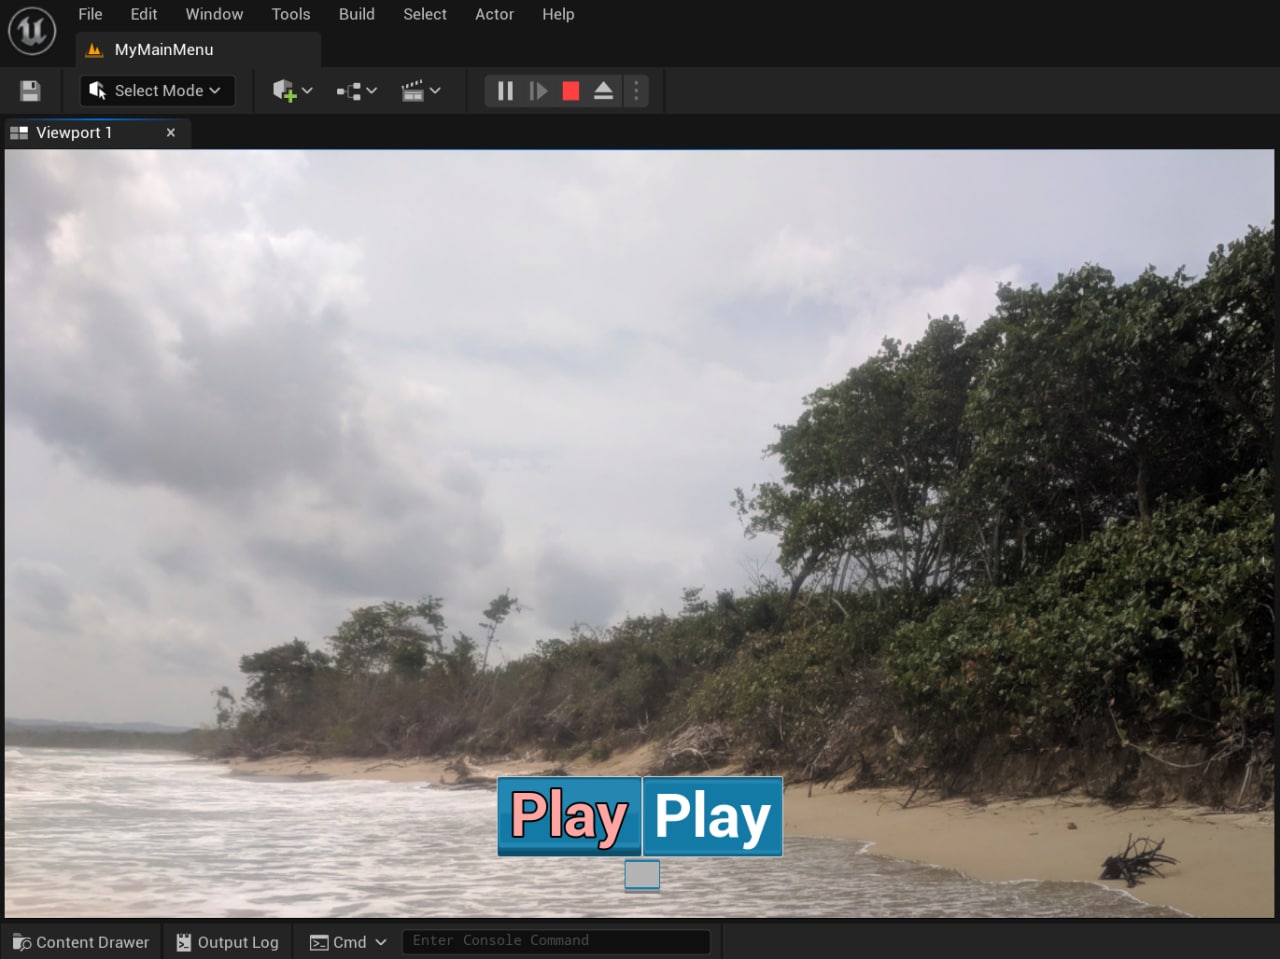 File Edit Window Tools Build Select Actor Help
MyMainMenu
Select Mode
Viewport 1
Play Play
Content Drawer Output Log Cmd Enter Console Command